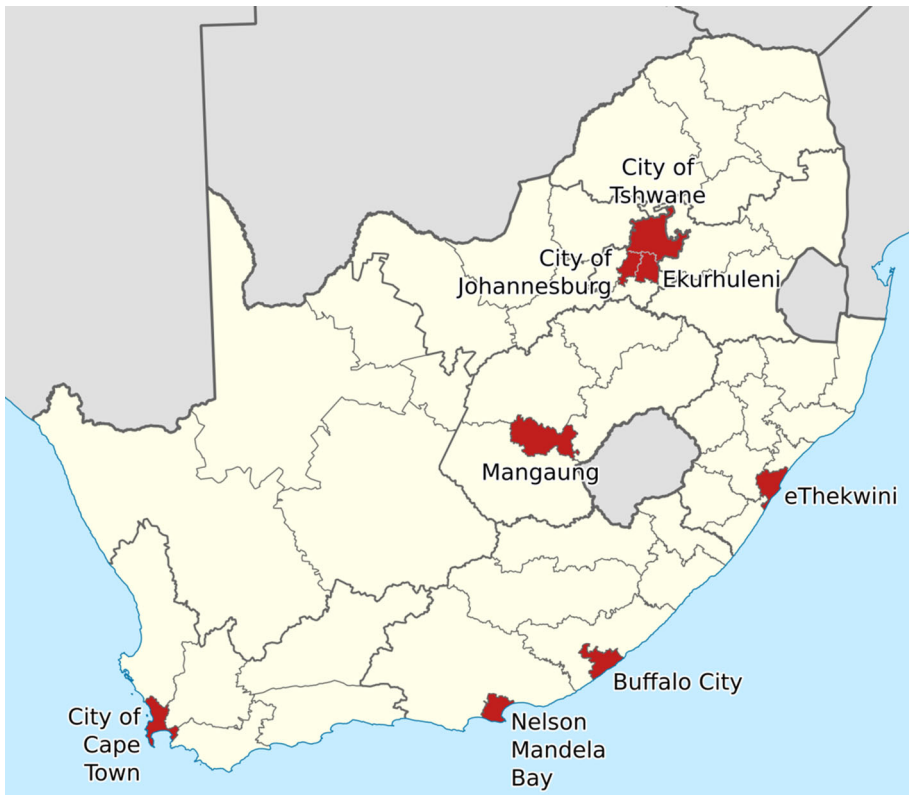 City of
Tshwane
City of
Johannesburg
Ekurhuleni
Mangaung
eThekwini
Buffalo City
City of
Cape
Town
Nelson
Mandela
Bay